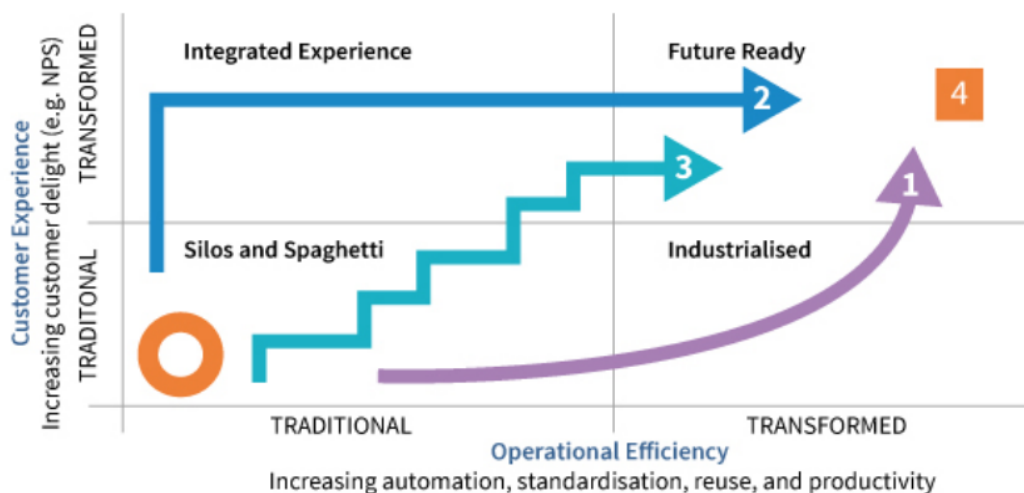 Customer Experience
Increasing customer delight (e.g. NPS)
TRANSFORMED
TRADITONAL
Integrated Experience
Future Ready
2
4
3
1
Silos and Spaghetti
Industrialised
TRADITIONAL
TRANSFORMED
Operational Efficiency
Increasing automation, standardisation, reuse, and productivity